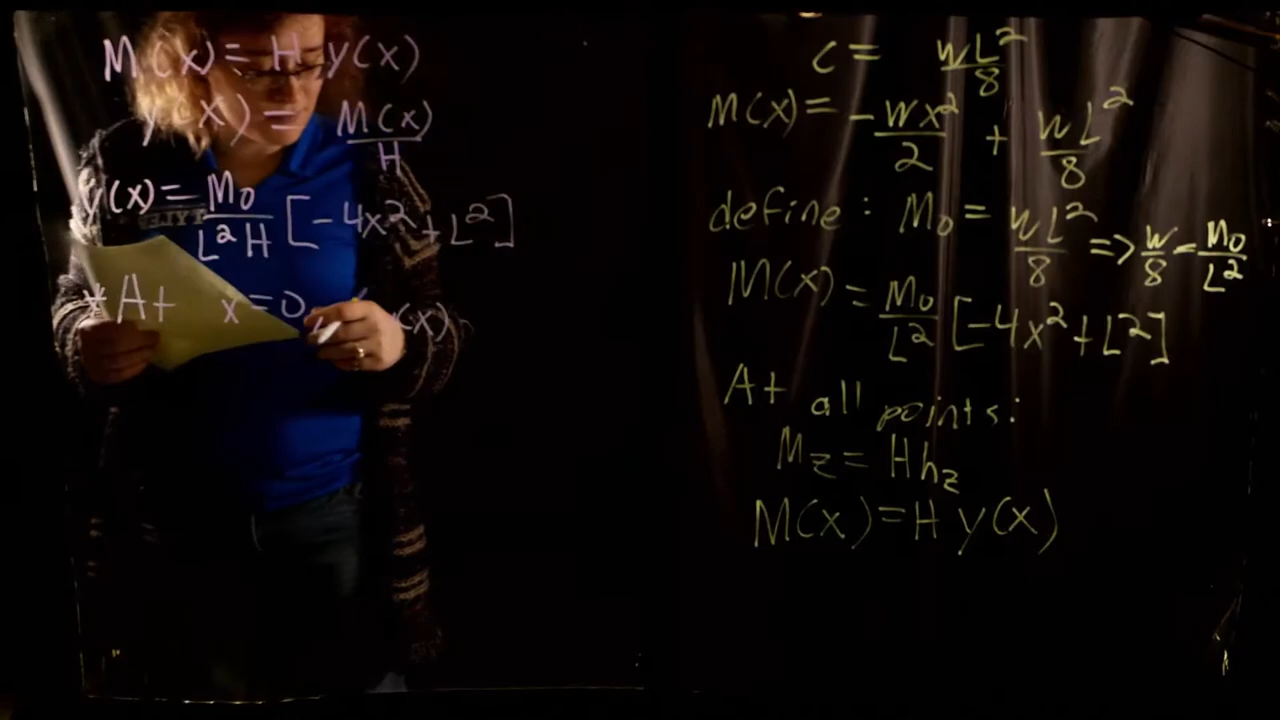 M(x) = H y(x)
y(x) = M(x)/H
y(x) = M₀/L²H [-4x² + L²]
* At x = 0, y(x)
c = wL²/8
M(x) = -wx²/2 + wL²/8
define: M₀ = wL²/8 => w/8 = M₀/L²
M(x) = M₀/L² [-4x² + L²]
At all points:
M_z = Hh_z
M(x) = H y(x)